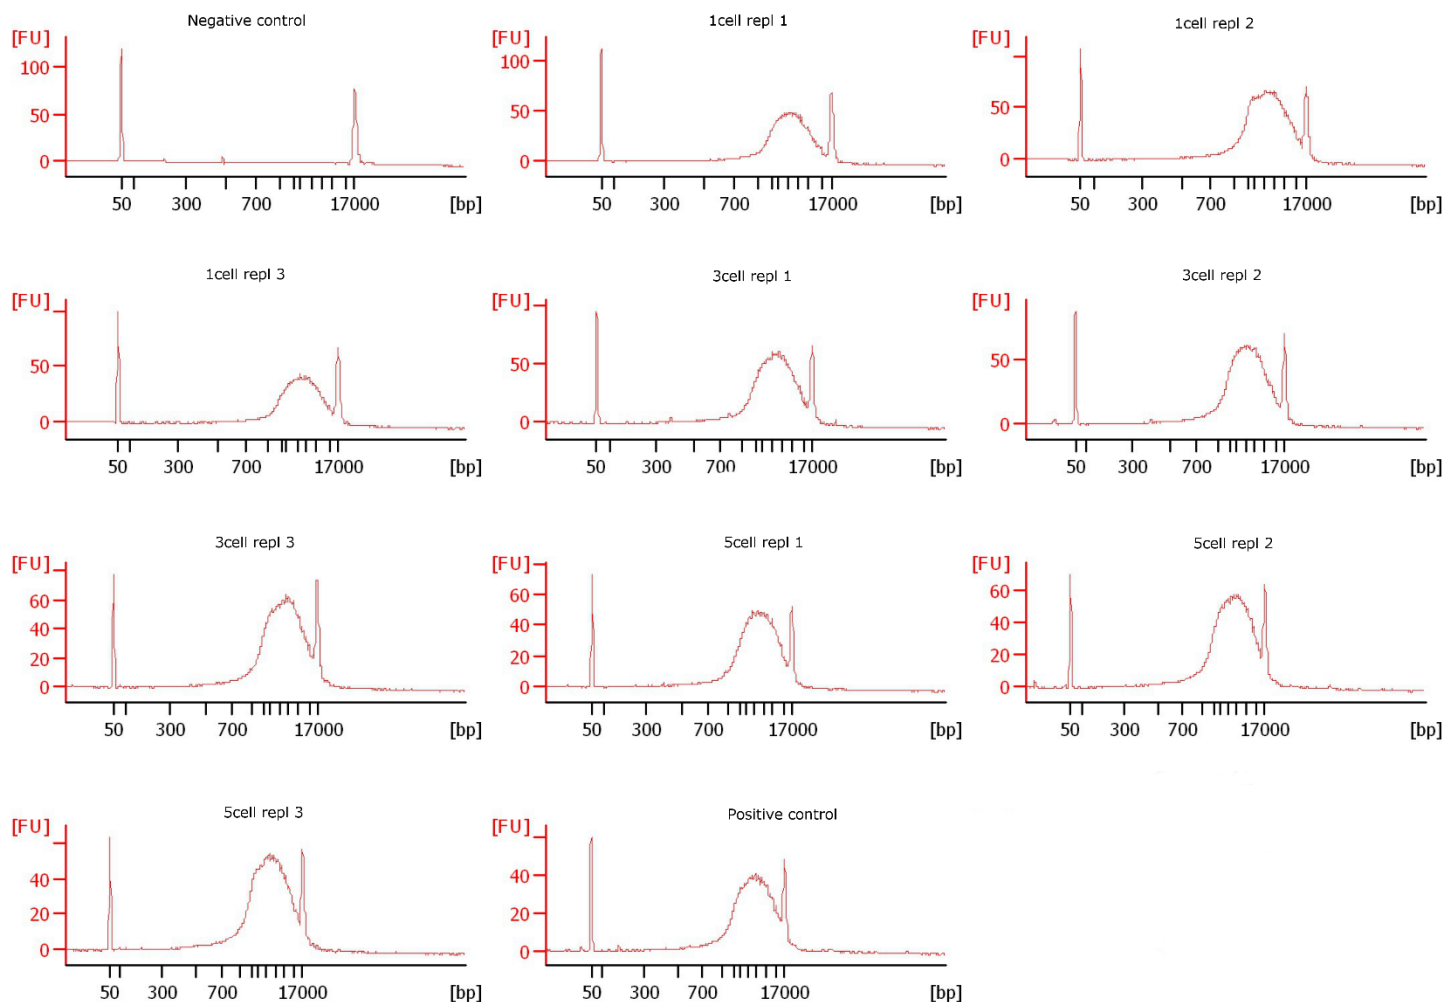 Negative control
[FU]
100
50
0
50 300 700 17000 [bp]
1cell repl 1
[FU]
100
50
0
50 300 700 17000 [bp]
1cell repl 2
[FU]
50
0
50 300 700 17000 [bp]
1cell repl 3
[FU]
50
0
50 300 700 17000 [bp]
3cell repl 1
[FU]
50
0
50 300 700 17000 [bp]
3cell repl 2
[FU]
50
0
50 300 700 17000 [bp]
3cell repl 3
[FU]
60
40
20
0
50 300 700 17000 [bp]
5cell repl 1
[FU]
60
40
20
0
50 300 700 17000 [bp]
5cell repl 2
[FU]
60
40
20
0
50 300 700 17000 [bp]
5cell repl 3
[FU]
40
20
0
50 300 700 17000 [bp]
Positive control
[FU]
40
20
0
50 300 700 17000 [bp]